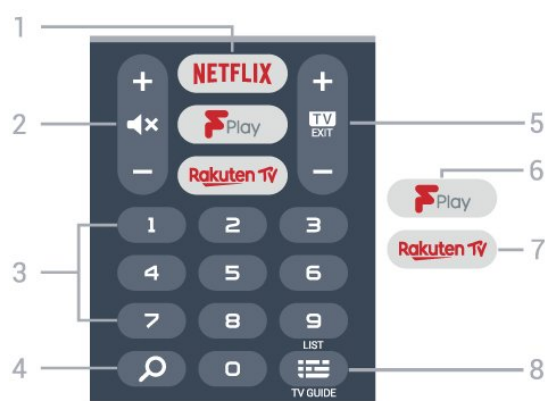 1
NETFLIX
+ +
2
F Play
TV
EXIT
5
6
− −
Rakuten TV
F Play
1 2 3
Rakuten TV
7
3
4 5 6
7 8 9
LIST
4
0
8
TV GUIDE